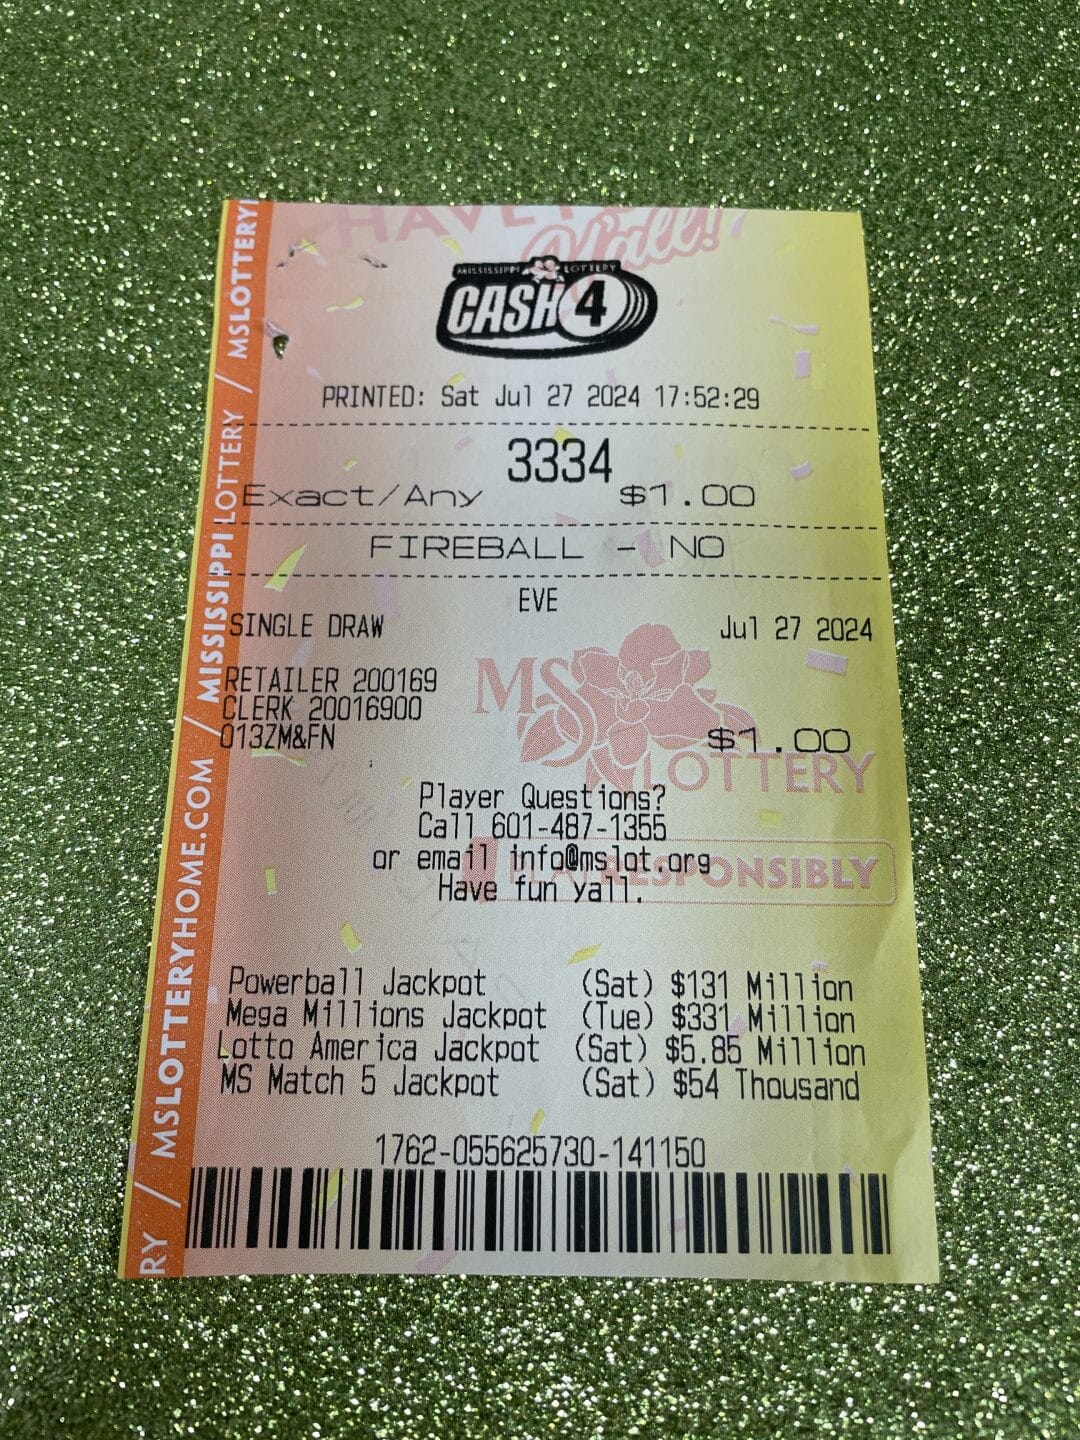 HAVE
Y'all!
MISSISSIPPI LOTTERY
CASH 4
PRINTED: Sat Jul 27 2024 17:52:29
3334
Exact/Any $1.00
FIREBALL - NO
EVE
SINGLE DRAW Jul 27 2024
RETAILER 200169
CLERK 20016900
013ZM&FN
$1.00
MS LOTTERY
Player Questions?
Call 601-487-1355
or email info@mslot.org
Have fun yall.
RESPONSIBLY
Powerball Jackpot (Sat) $131 Million
Mega Millions Jackpot (Tue) $331 Million
Lotto America Jackpot (Sat) $5.85 Million
MS Match 5 Jackpot (Sat) $54 Thousand
1762-055625730-141150
RY / MSLOTTERYHOME.COM / MISSISSIPPI LOTTERY / MSLOTTERY